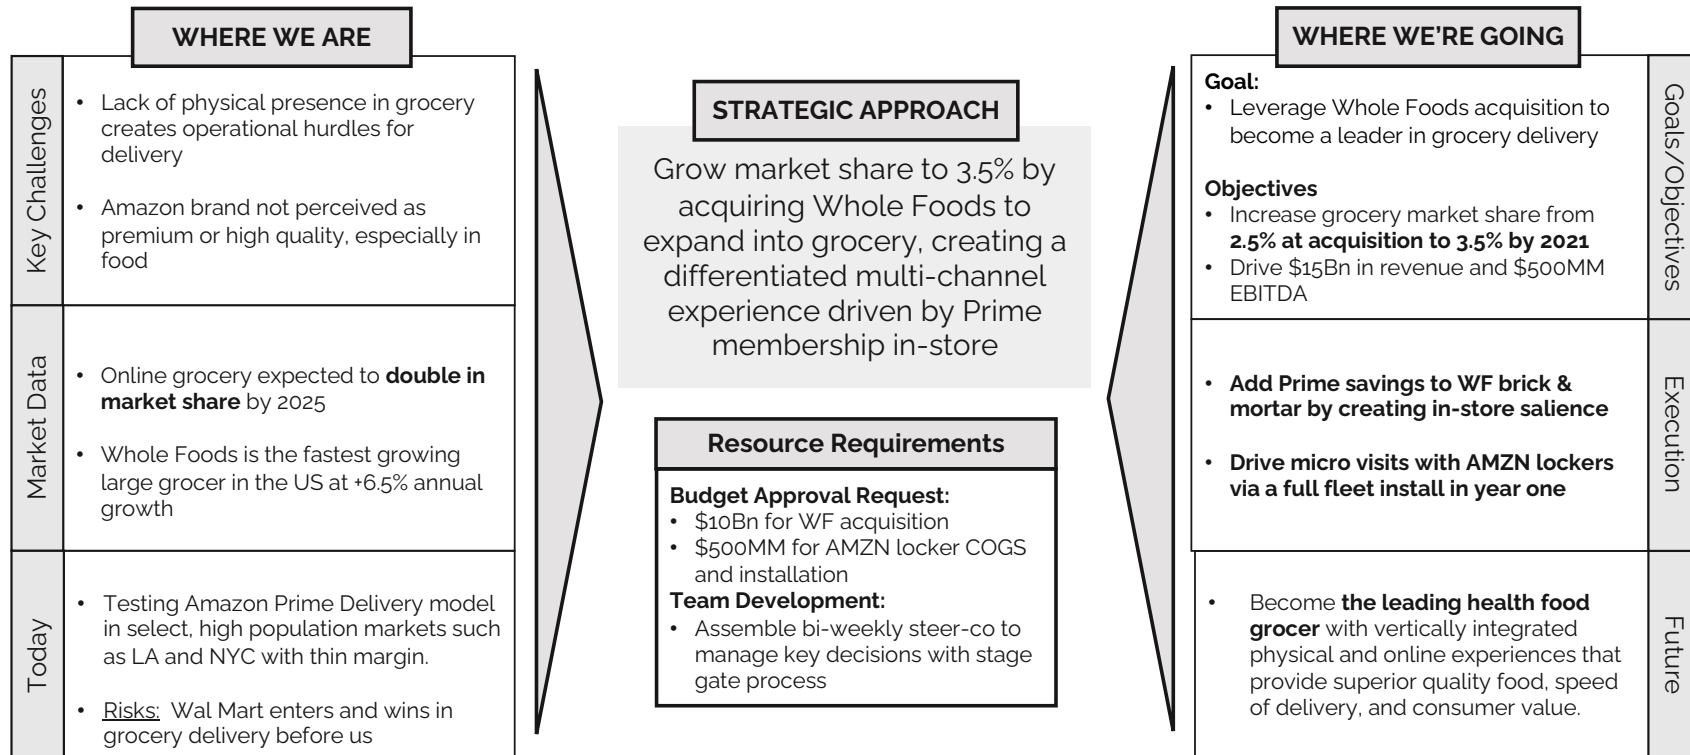 WHERE WE ARE
Key Challenges
• Lack of physical presence in grocery
creates operational hurdles for
delivery
• Amazon brand not perceived as
premium or high quality, especially in
food
Market Data
• Online grocery expected to double in
market share by 2025
• Whole Foods is the fastest growing
large grocer in the US at +6.5% annual
growth
Today
• Testing Amazon Prime Delivery model
in select, high population markets such
as LA and NYC with thin margin.
• Risks: Wal Mart enters and wins in
grocery delivery before us
STRATEGIC APPROACH
Grow market share to 3.5% by
acquiring Whole Foods to
expand into grocery, creating a
differentiated multi-channel
experience driven by Prime
membership in-store
Resource Requirements
Budget Approval Request:
• $10Bn for WF acquisition
• $500MM for AMZN locker COGS
and installation
Team Development:
• Assemble bi-weekly steer-co to
manage key decisions with stage
gate process
WHERE WE'RE GOING
Goal:
• Leverage Whole Foods acquisition to
become a leader in grocery delivery
Objectives
• Increase grocery market share from
2.5% at acquisition to 3.5% by 2021
• Drive $15Bn in revenue and $500MM
EBITDA
Goals/Objectives
• Add Prime savings to WF brick &
mortar by creating in-store salience
• Drive micro visits with AMZN lockers
via a full fleet install in year one
Execution
• Become the leading health food
grocer with vertically integrated
physical and online experiences that
provide superior quality food, speed
of delivery, and consumer value.
Future